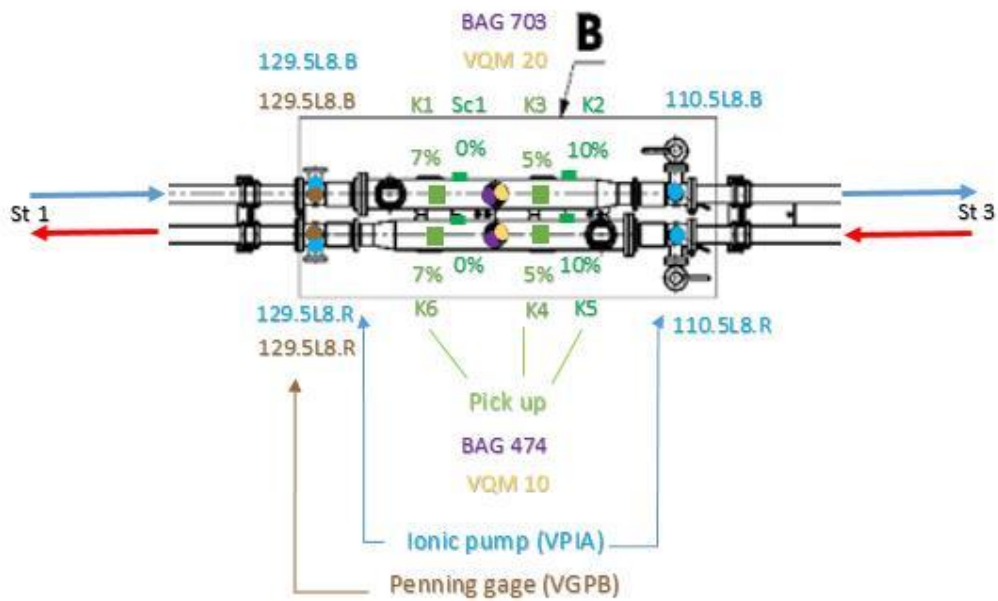 BAG 703
B
VQM 20
129.5L8.B
129.5L8.B
K1 Sc1 K3 K2
110.5L8.B
7% 0% 5% 10%
St 1
St 3
7% 0% 5% 10%
K6 K4 K5
129.5L8.R
129.5L8.R
110.5L8.R
Pick up
BAG 474
VQM 10
Ionic pump (VPIA)
Penning gage (VGPB)